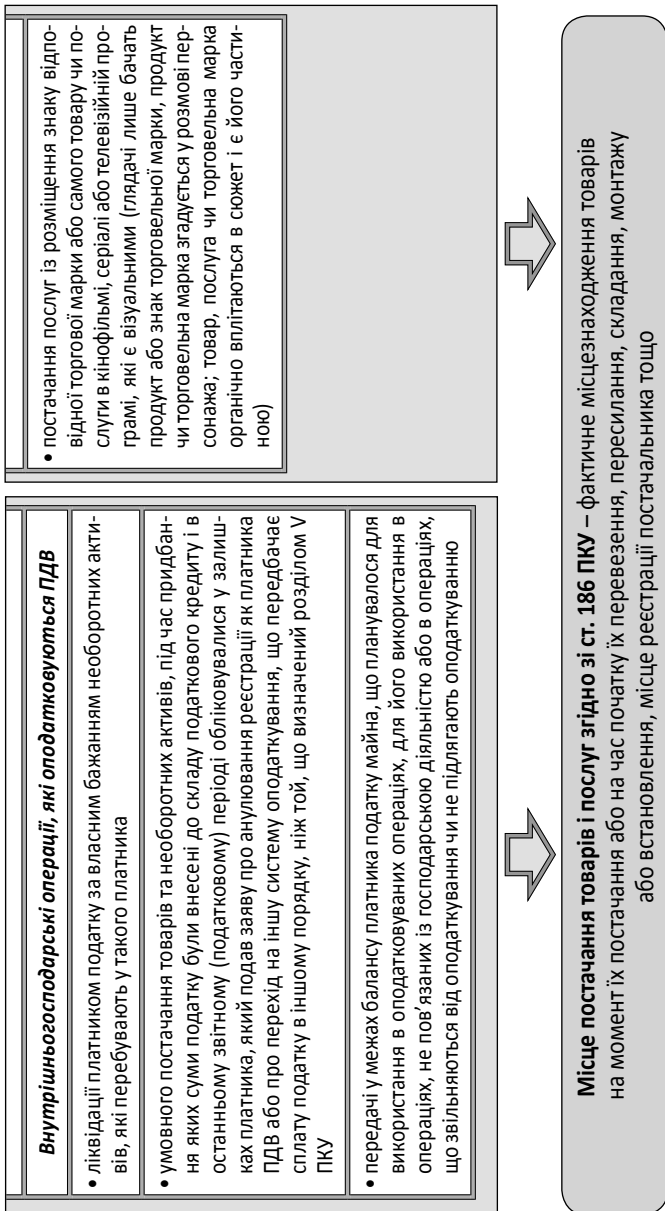 Внутрішньогосподарські операції, які оподатковуються ПДВ
• ліквідації платником податку за власним бажанням необоротних акти-
вів, які перебувають у такого платника
• умовного постачання товарів та необоротних активів, під час придбан-
ня яких суми податку були внесені до складу податкового кредиту і в
останньому звітному (податковому) періоді обліковувалися у залиш-
ках платника, який подав заяву про анулювання реєстрації як платника
ПДВ або про перехід на іншу систему оподаткування, що передбачає
сплату податку в іншому порядку, ніж той, що визначений розділом V
ПКУ
• передачі у межах балансу платника податку майна, що планувалося для
використання в оподатковуваних операціях, для його використання в
операціях, не пов’язаних із господарською діяльністю або в операціях,
що звільняються від оподаткування чи не підлягають оподаткуванню
• постачання послуг із розміщення знаку відпо-
відної торгової марки або самого товару чи по-
слуги в кінофільмі, серіалі або телевізійній про-
грамі, які є візуальними (глядачі лише бачать
продукт або знак торговельної марки, продукт
чи торговельна марка згадується у розмові пер-
сонажа; товар, послуга чи торговельна марка
органічно вплітаються в сюжет і є його части-
ною)
Місце постачання товарів і послуг згідно зі ст. 186 ПКУ – фактичне місцезнаходження товарів
на момент їх постачання або на час початку їх перевезення, пересилання, складання, монтажу
або встановлення, місце реєстрації постачальника тощо